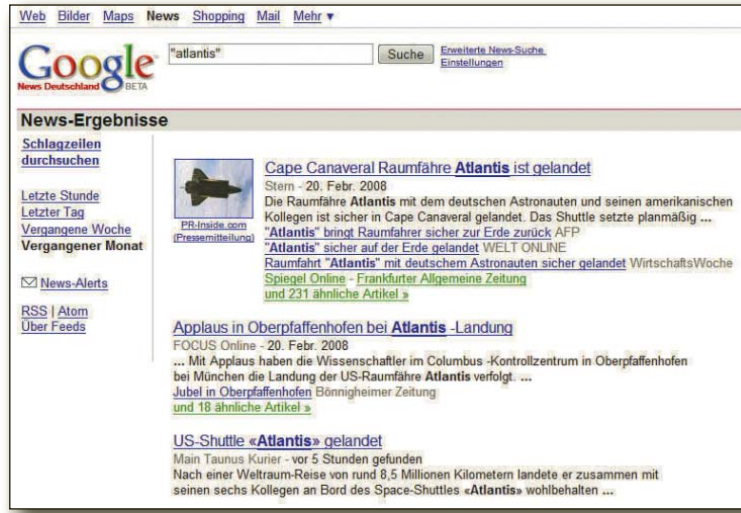 Web Bilder Maps News Shopping Mail Mehr ▼
Google
News Deutschland BETA
"atlantis" Suche
Erweiterte News-Suche
Einstellungen
News-Ergebnisse
Schlagzeilen
durchsuchen
Letzte Stunde
Letzter Tag
Vergangene Woche
Vergangener Monat
News-Alerts
RSS | Atom
Über Feeds
PR-Inside.com
(Pressemitteilung)
Cape Canaveral Raumfähre Atlantis ist gelandet
Stern - 20. Febr. 2008
Die Raumfähre Atlantis mit dem deutschen Astronauten und seinen amerikanischen
Kollegen ist sicher in Cape Canaveral gelandet. Das Shuttle setzte planmäßig ...
"Atlantis" bringt Raumfahrer sicher zur Erde zurück AFP
"Atlantis" sicher auf der Erde gelandet WELT ONLINE
Raumfahrt "Atlantis" mit deutschem Astronauten sicher gelandet WirtschaftsWoche
Spiegel Online - Frankfurter Allgemeine Zeitung
und 231 ähnliche Artikel »
Applaus in Oberpfaffenhofen bei Atlantis -Landung
FOCUS Online - 20. Febr. 2008
... Mit Applaus haben die Wissenschaftler im Columbus -Kontrollzentrum in Oberpfaffenhofen
bei München die Landung der US-Raumfähre Atlantis verfolgt. ...
Jubel in Oberpfaffenhofen Bönnigheimer Zeitung
und 18 ähnliche Artikel »
US-Shuttle «Atlantis» gelandet
Main Taunus Kurier - vor 5 Stunden gefunden
Nach einer Weltraum-Reise von rund 8,5 Millionen Kilometern landete er zusammen mit
seinen sechs Kollegen an Bord des Space-Shuttles «Atlantis» wohlbehalten ...